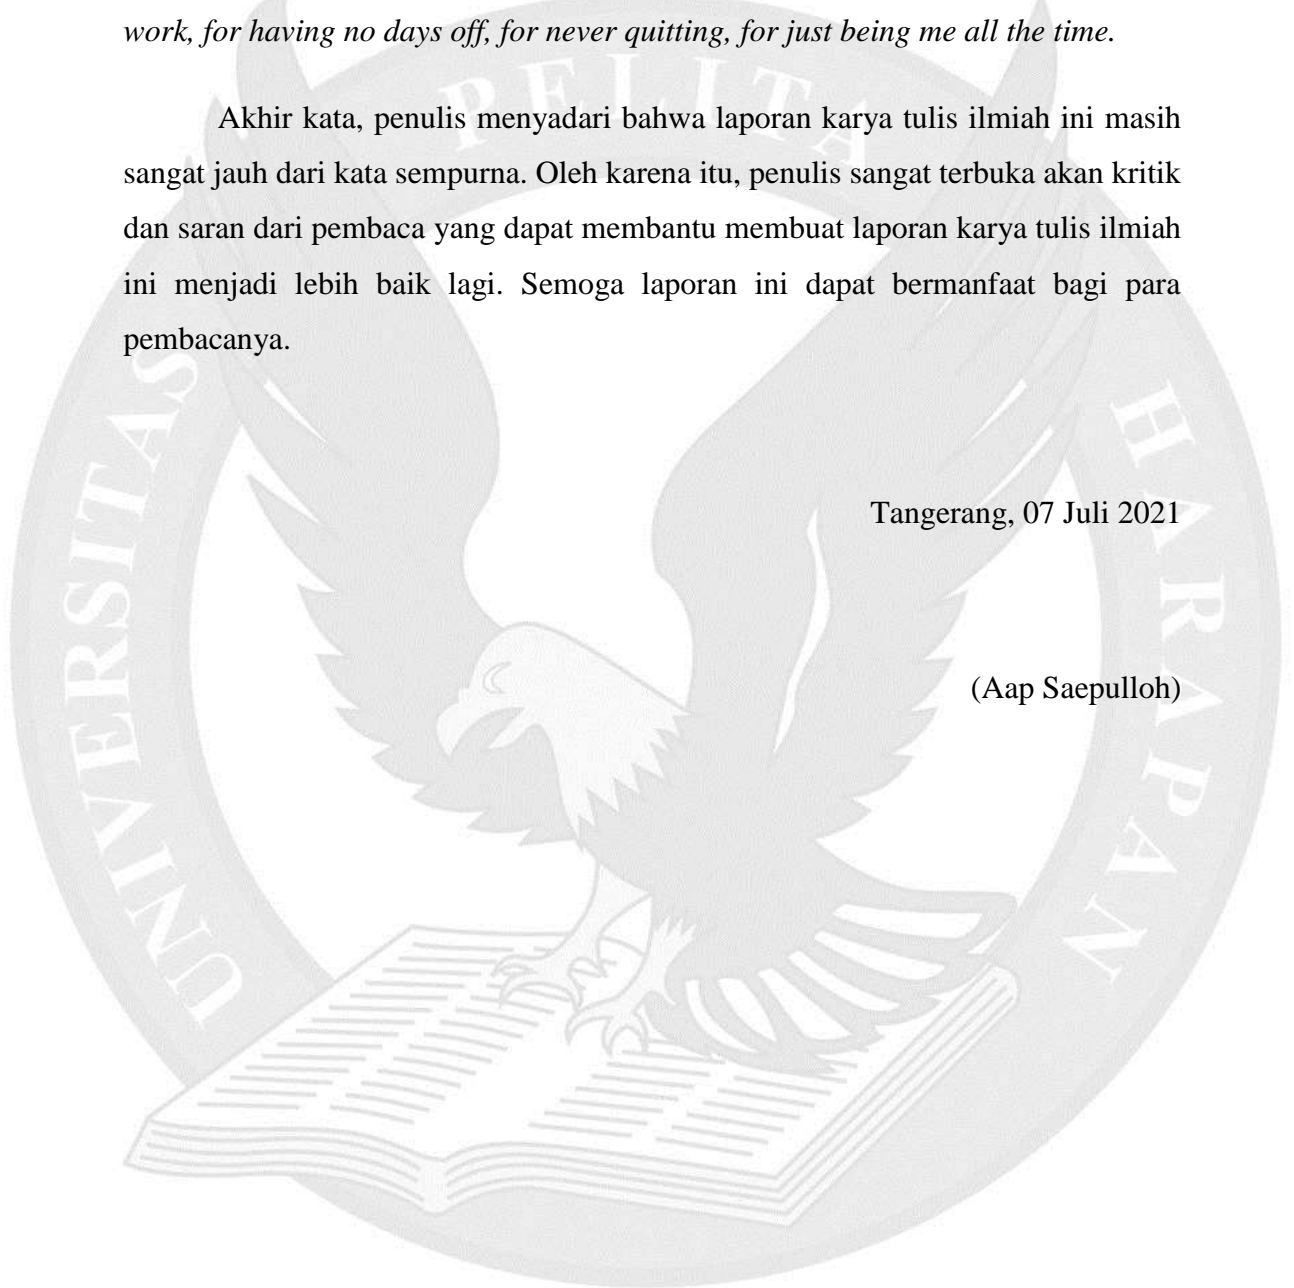 work, for having no days off, for never quitting, for just being me all the time.
Akhir kata, penulis menyadari bahwa laporan karya tulis ilmiah ini masih
sangat jauh dari kata sempurna. Oleh karena itu, penulis sangat terbuka akan kritik
dan saran dari pembaca yang dapat membantu membuat laporan karya tulis ilmiah
ini menjadi lebih baik lagi. Semoga laporan ini dapat bermanfaat bagi para
pembacanya.
Tangerang, 07 Juli 2021
(Aap Saepulloh)
UNIVERSITAS PELITA HARAPAN